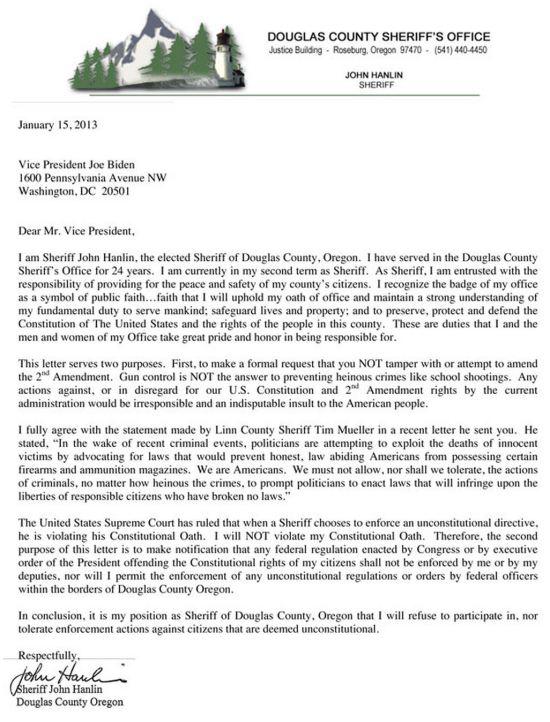 DOUGLAS COUNTY SHERIFF'S OFFICE
Justice Building - Roseburg, Oregon 97470 - (541) 440-4450
JOHN HANLIN
SHERIFF
January 15, 2013
Vice President Joe Biden
1600 Pennsylvania Avenue NW
Washington, DC 20501
Dear Mr. Vice President,
I am Sheriff John Hanlin, the elected Sheriff of Douglas County, Oregon. I have served in the Douglas County
Sheriff's Office for 24 years. I am currently in my second term as Sheriff. As Sheriff, I am entrusted with the
responsibility of providing for the peace and safety of my county's citizens. I recognize the badge of my office
as a symbol of public faith…faith that I will uphold my oath of office and maintain a strong understanding of
my fundamental duty to serve mankind; safeguard lives and property; and to preserve, protect and defend the
Constitution of The United States and the rights of the people in this county. These are duties that I and the
men and women of my Office take great pride and honor in being responsible for.
This letter serves two purposes. First, to make a formal request that you NOT tamper with or attempt to amend
the 2nd Amendment. Gun control is NOT the answer to preventing heinous crimes like school shootings. Any
actions against, or in disregard for our U.S. Constitution and 2nd Amendment rights by the current
administration would be irresponsible and an indisputable insult to the American people.
I fully agree with the statement made by Linn County Sheriff Tim Mueller in a recent letter he sent you. He
stated, "In the wake of recent criminal events, politicians are attempting to exploit the deaths of innocent
victims by advocating for laws that would prevent honest, law abiding Americans from possessing certain
firearms and ammunition magazines. We are Americans. We must not allow, nor shall we tolerate, the actions
of criminals, no matter how heinous the crimes, to prompt politicians to enact laws that will infringe upon the
liberties of responsible citizens who have broken no laws."
The United States Supreme Court has ruled that when a Sheriff chooses to enforce an unconstitutional directive,
he is violating his Constitutional Oath. I will NOT violate my Constitutional Oath. Therefore, the second
purpose of this letter is to make notification that any federal regulation enacted by Congress or by executive
order of the President offending the Constitutional rights of my citizens shall not be enforced by me or by my
deputies, nor will I permit the enforcement of any unconstitutional regulations or orders by federal officers
within the borders of Douglas County Oregon.
In conclusion, it is my position as Sheriff of Douglas County, Oregon that I will refuse to participate in, nor
tolerate enforcement actions against citizens that are deemed unconstitutional.
Respectfully,
John Hanlin
Sheriff John Hanlin
Douglas County Oregon